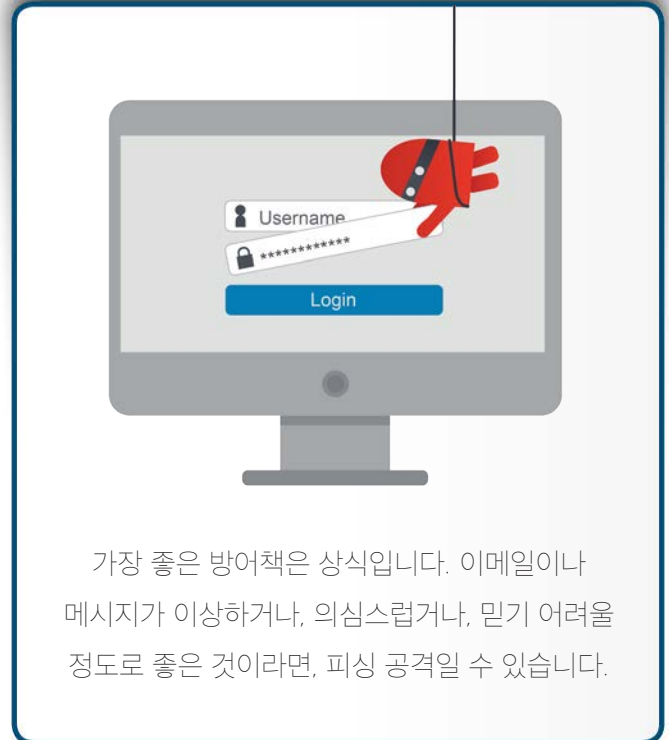 Username
************
Login
가장 좋은 방어책은 상식입니다. 이메일이나
메시지가 이상하거나, 의심스럽거나, 믿기 어려울
정도로 좋은 것이라면, 피싱 공격일 수 있습니다.